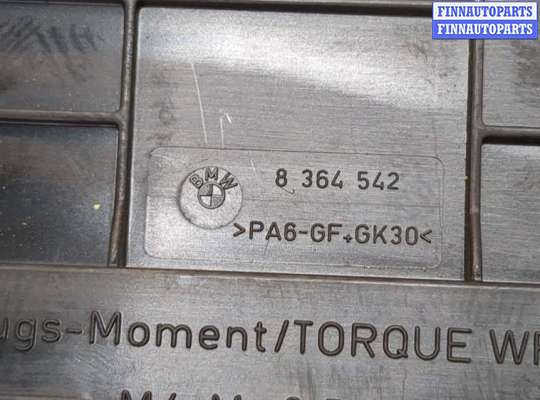 FINNAUTOPARTS
FINNAUTOPARTS
BMW
8 364 542
>PA6-GF+GK30<
ugs-Moment/TORQUE